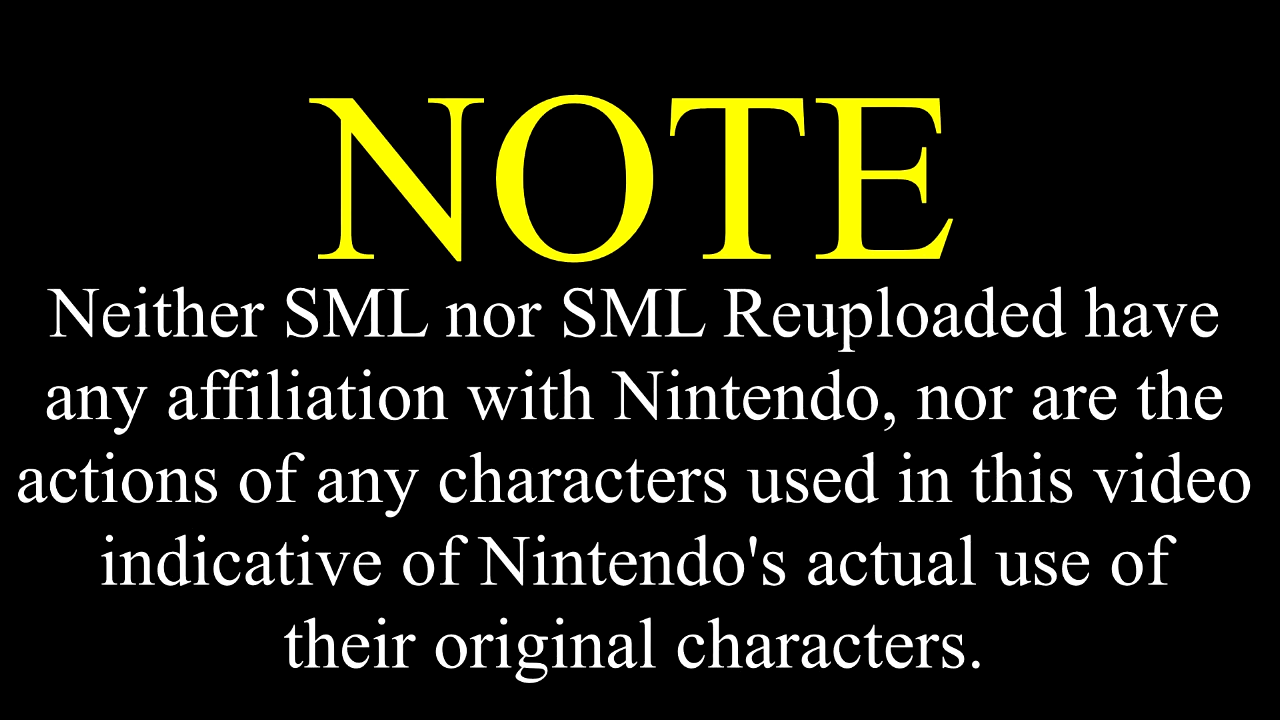 NOTE
Neither SML nor SML Reuploaded have
any affiliation with Nintendo, nor are the
actions of any characters used in this video
indicative of Nintendo's actual use of
their original characters.